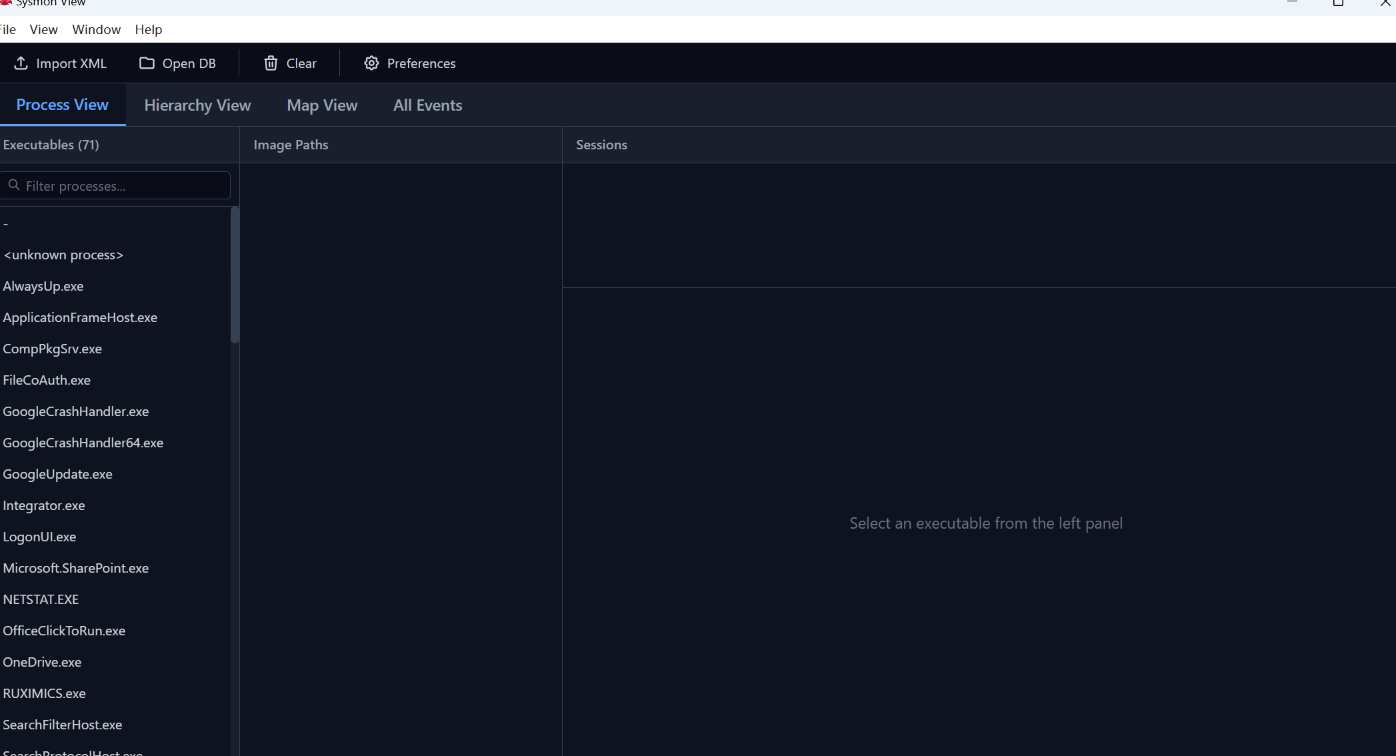 Sysmon View
File View Window Help
Import XML Open DB Clear Preferences
Process View Hierarchy View Map View All Events
Executables (71) Image Paths Sessions
Filter processes...
-
<unknown process>
AlwaysUp.exe
ApplicationFrameHost.exe
CompPkgSrv.exe
FileCoAuth.exe
GoogleCrashHandler.exe
GoogleCrashHandler64.exe
GoogleUpdate.exe
Integrator.exe
LogonUI.exe
Select an executable from the left panel
Microsoft.SharePoint.exe
NETSTAT.EXE
OfficeClickToRun.exe
OneDrive.exe
RUXIMICS.exe
SearchFilterHost.exe
SearchProtocolHost.exe